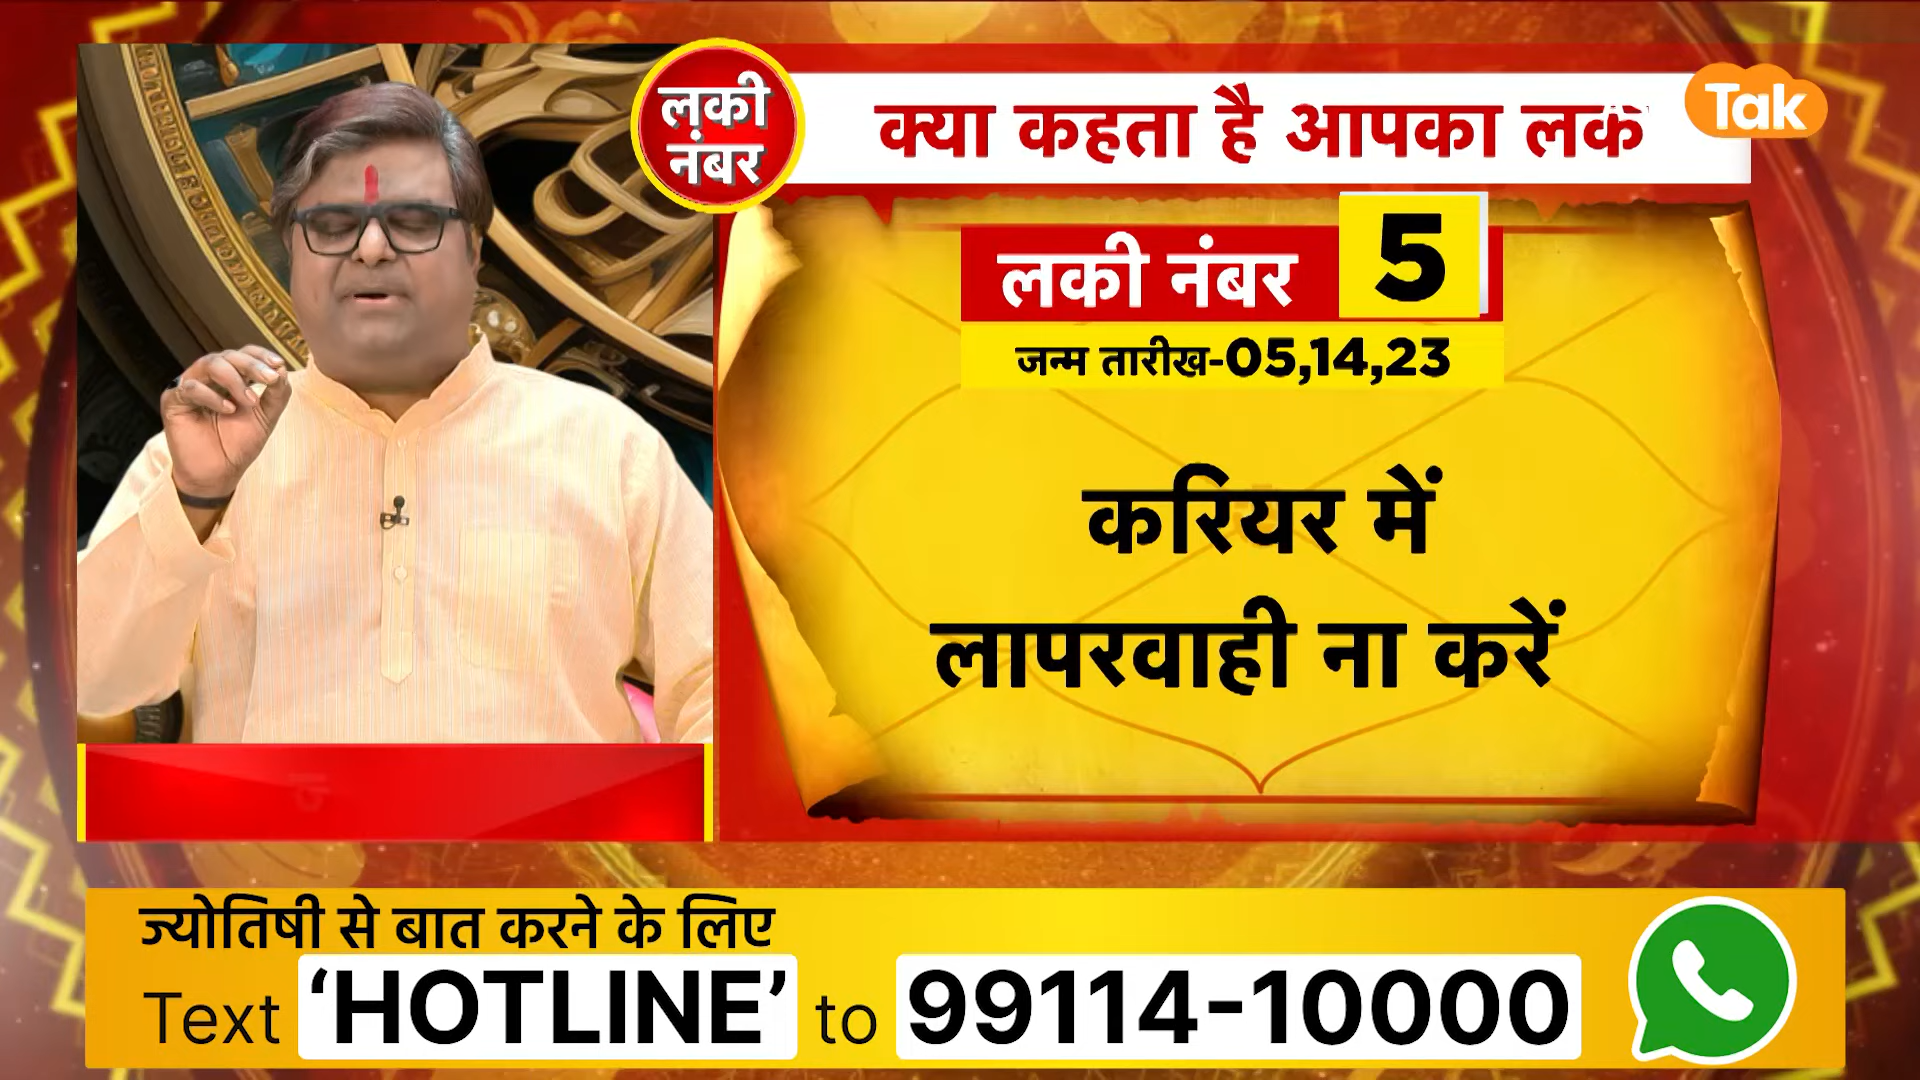 लकी
नंबर
क्या कहता है आपका
Tak
लकी नंबर 5
जन्म तारीख-05,14,23
करियर में
लापरवाही ना करें
ज्योतिषी से बात करने के लिए
Text 'HOTLINE' to 99114-10000